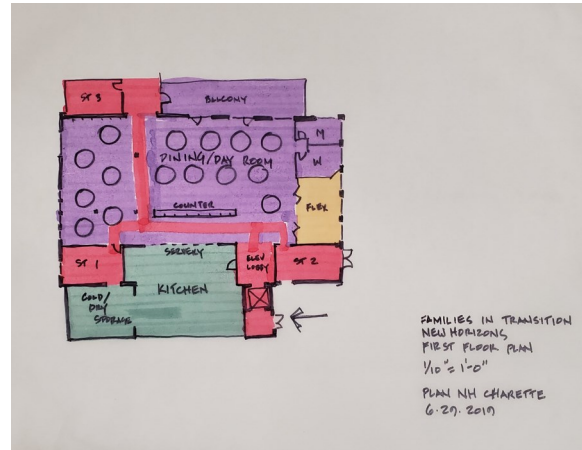 ST 3
BALCONY
M
W
DINING/DAY ROOM
COUNTER
FLEX
ST 1
SERVERY
ELEV
LOBBY
ST 2
KITCHEN
COLD/
DRY
STORAGE
FAMILIES IN TRANSITION
NEW HORIZONS
FIRST FLOOR PLAN
1/10" = 1'-0"
PLAN NH CHARETTE
6.29.2019